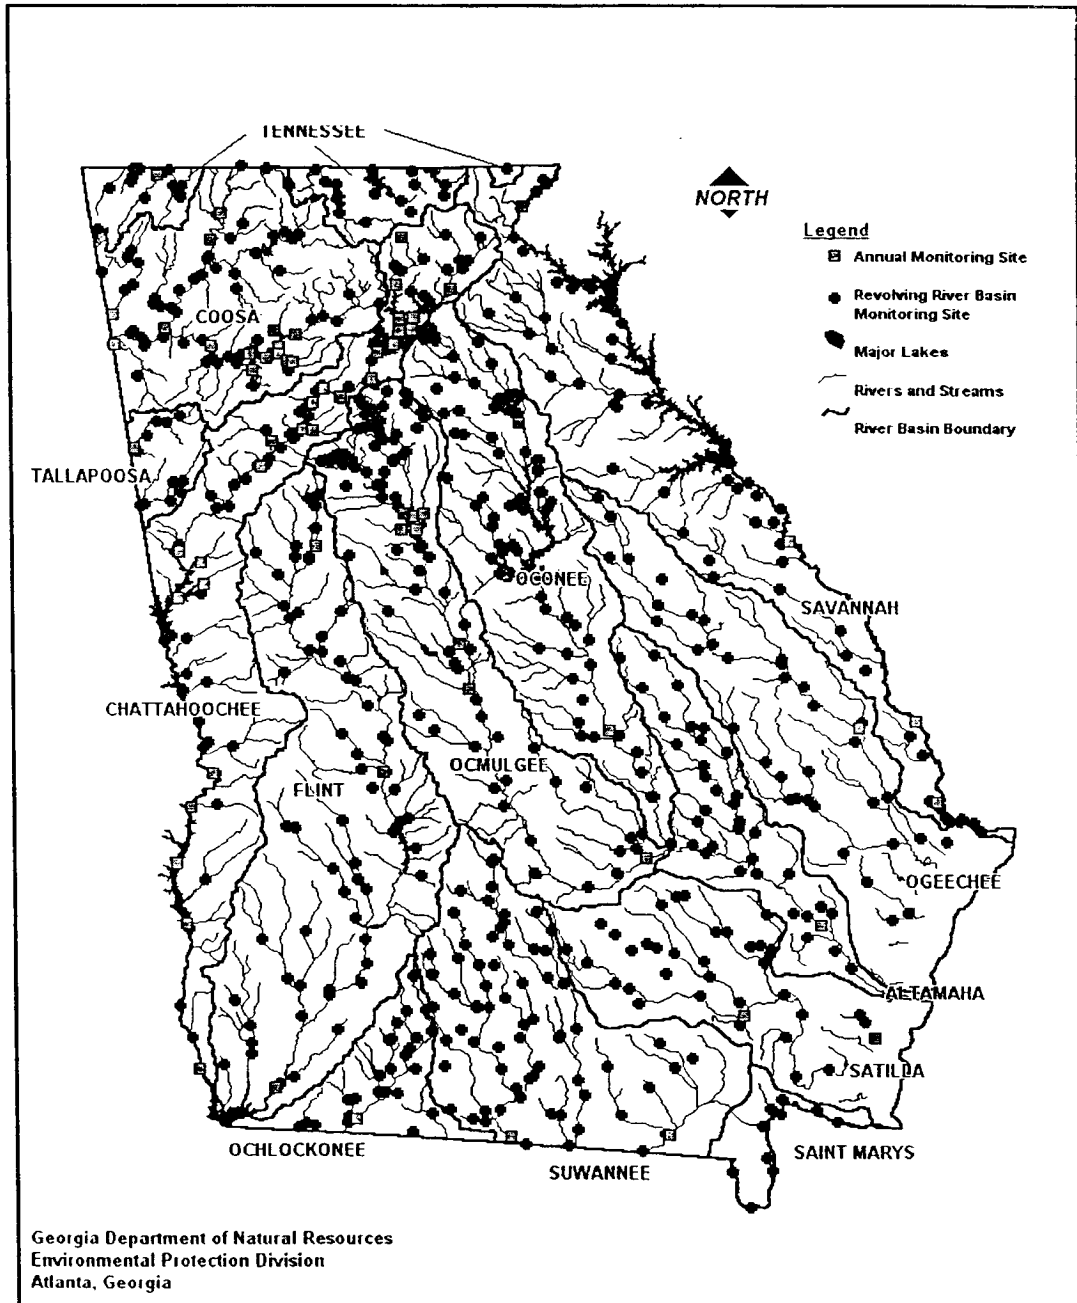 TENNESSEE
NORTH
Legend
Annual Monitoring Site
Revolving River Basin
Monitoring Site
Major Lakes
Rivers and Streams
River Basin Boundary
COOSA
TALLAPOOSA
OCONEE
SAVANNAH
CHATTAHOOCHEE
OCMULGEE
FLINT
OGEECHEE
ALTAMAHA
SATILLA
OCHLOCKONEE
SUWANNEE
SAINT MARYS
Georgia Department of Natural Resources
Environmental Protection Division
Atlanta, Georgia